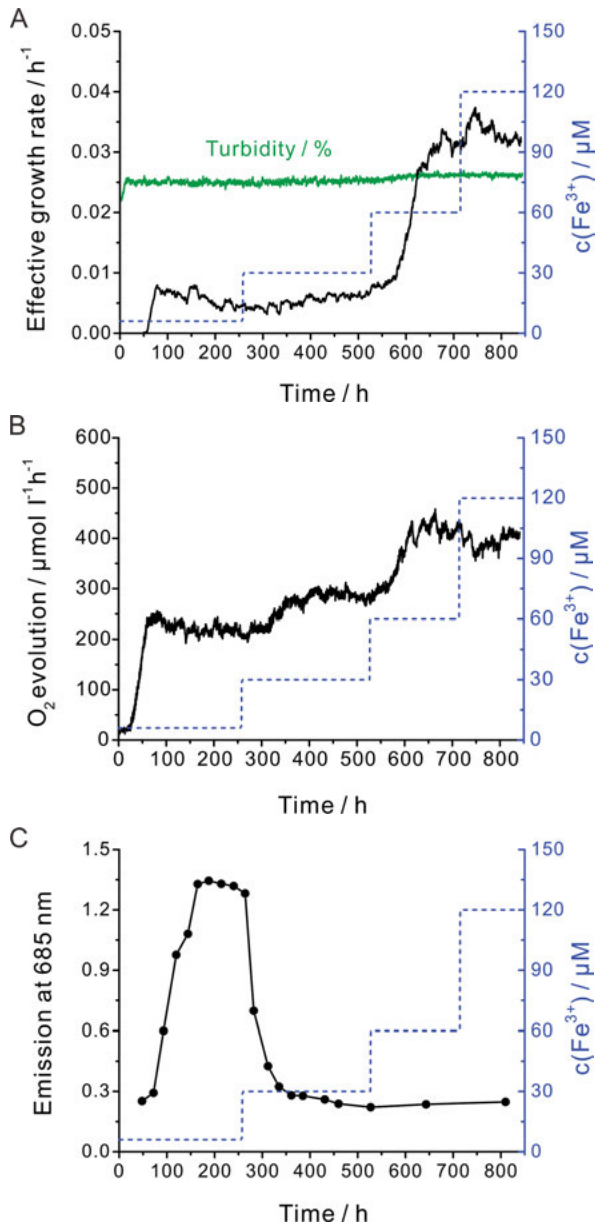 A
Effective growth rate / h⁻¹
0.05
0.04
0.03
0.02
0.01
0.00
Turbidity / %
150
120
90
60
30
0
c(Fe³⁺) / µM
0 100 200 300 400 500 600 700 800
Time / h
B
O₂ evolution / µmol l⁻¹h⁻¹
600
500
400
300
200
100
0
150
120
90
60
30
0
c(Fe³⁺) / µM
0 100 200 300 400 500 600 700 800
Time / h
C
Emission at 685 nm
1.5
1.2
0.9
0.6
0.3
0.0
150
120
90
60
30
0
c(Fe³⁺) / µM
0 100 200 300 400 500 600 700 800
Time / h